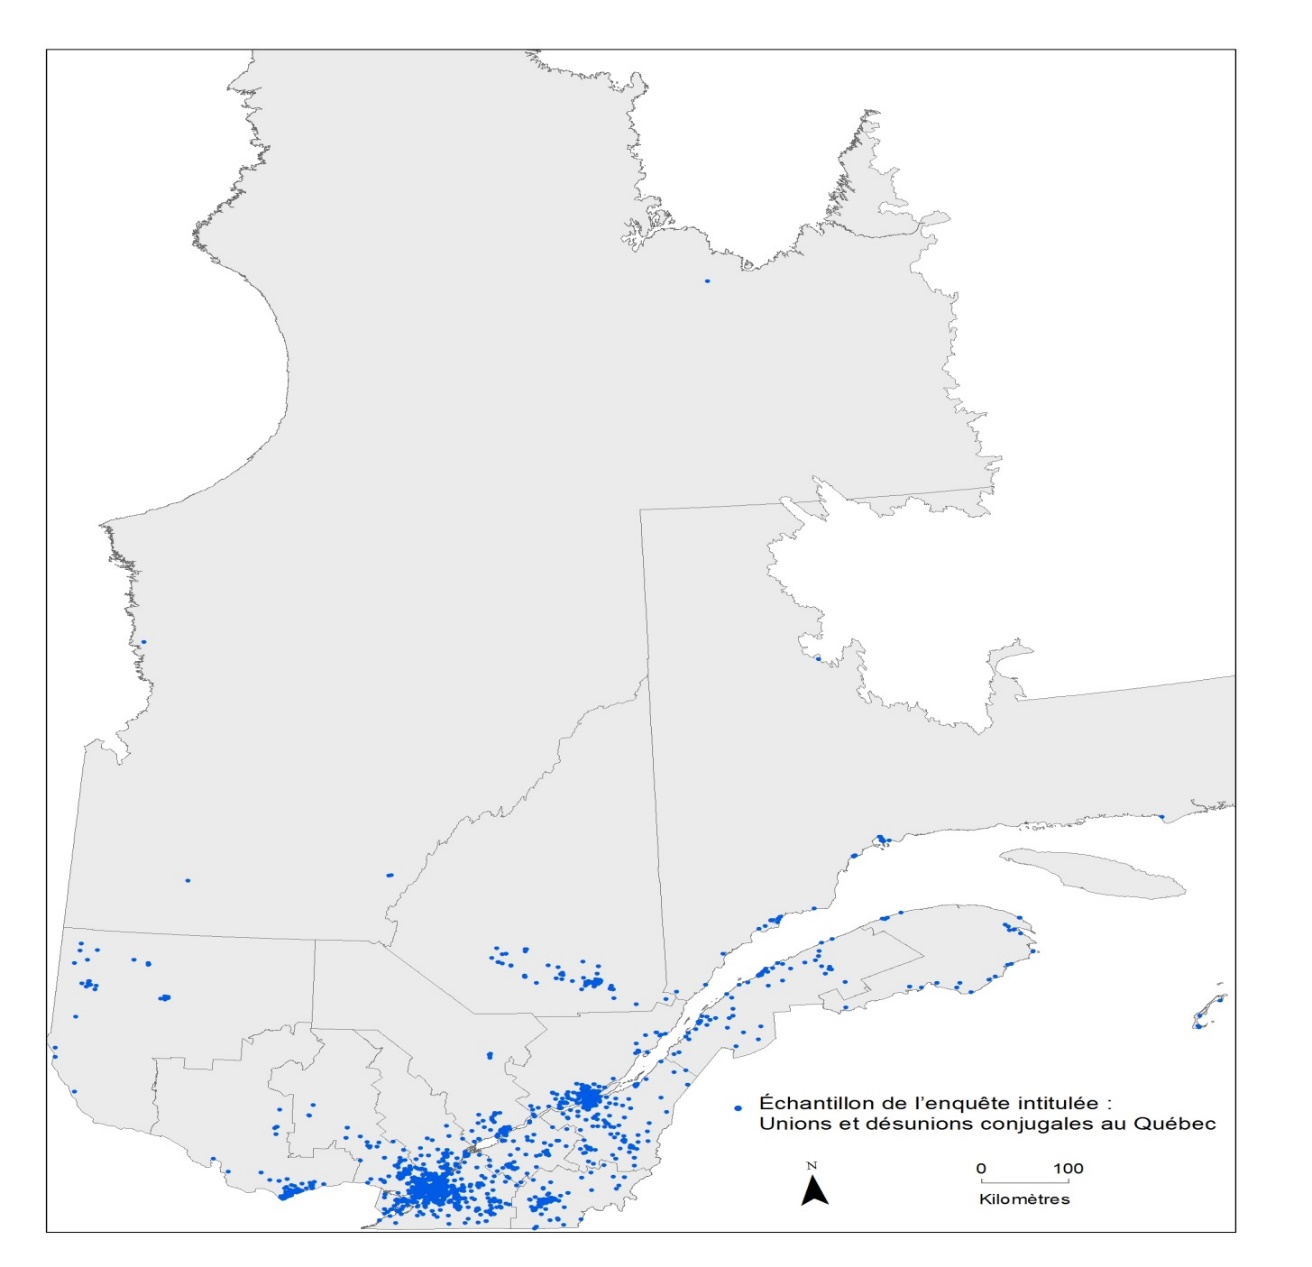 Échantillon de l'enquête intitulée :
Unions et désunions conjugales au Québec
N
0 100
Kilomètres